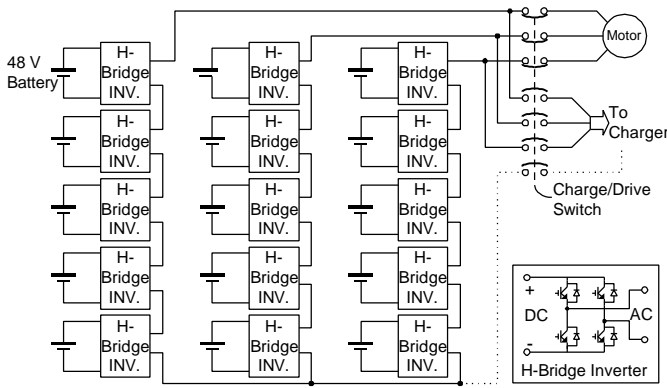 48 V
Battery
H-
Bridge
INV.
H-
Bridge
INV.
H-
Bridge
INV.
Motor
H-
Bridge
INV.
H-
Bridge
INV.
H-
Bridge
INV.
To
Charger
H-
Bridge
INV.
H-
Bridge
INV.
H-
Bridge
INV.
Charge/Drive
Switch
H-
Bridge
INV.
H-
Bridge
INV.
H-
Bridge
INV.
H-
Bridge
INV.
H-
Bridge
INV.
H-
Bridge
INV.
+
DC
-
AC
H-Bridge Inverter